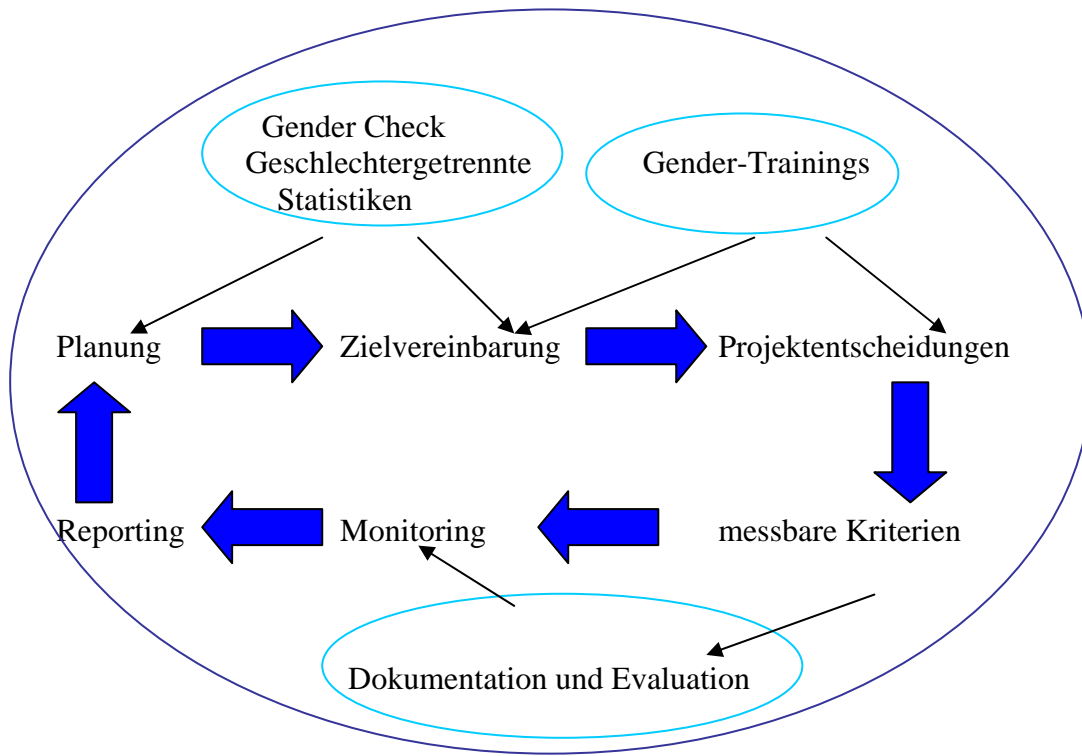 Gender Check
Geschlechtergetrennte
Statistiken
Gender-Trainings
Planung
Zielvereinbarung
Projektentscheidungen
Reporting
Monitoring
messbare Kriterien
Dokumentation und Evaluation